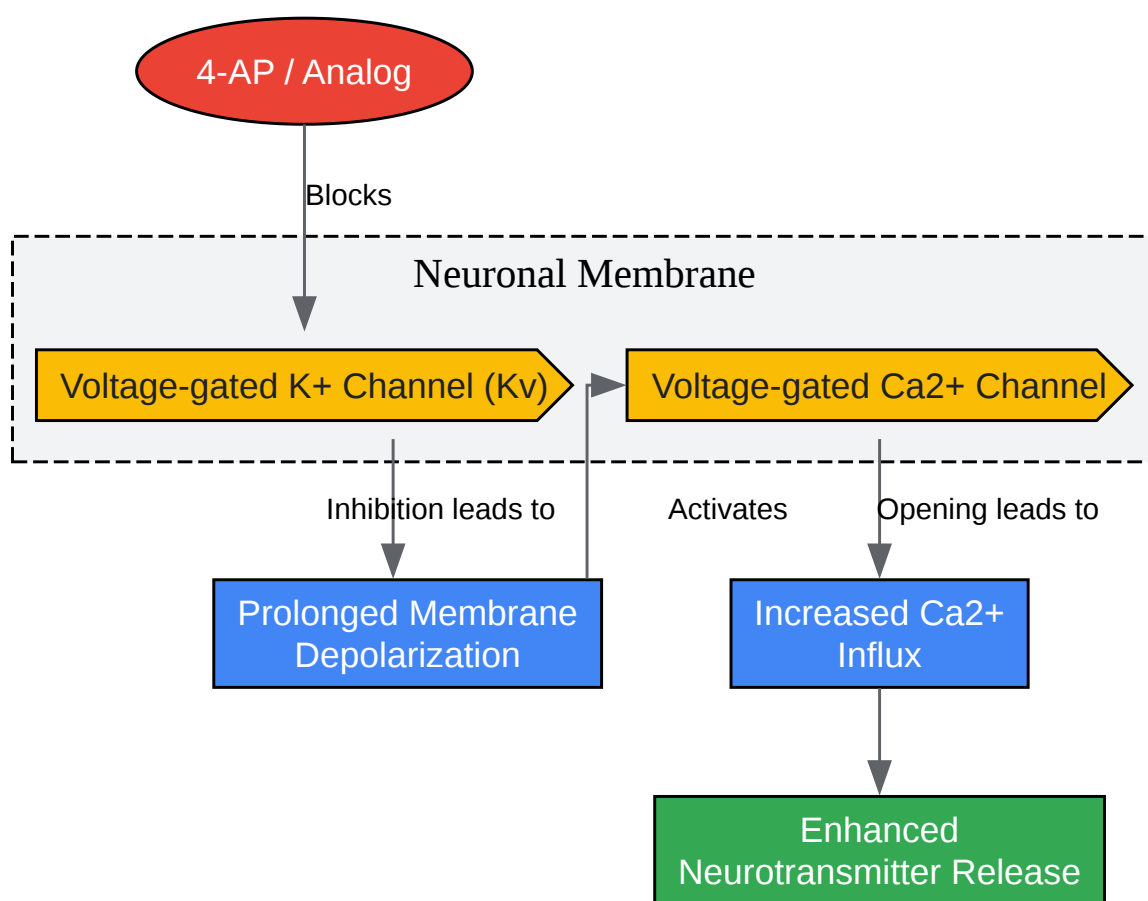 4-AP / Analog
Blocks
Neuronal Membrane
Voltage-gated K+ Channel (Kv)
Voltage-gated Ca2+ Channel
Inhibition leads to
Activates
Opening leads to
Prolonged Membrane
Depolarization
Increased Ca2+
Influx
Enhanced
Neurotransmitter Release